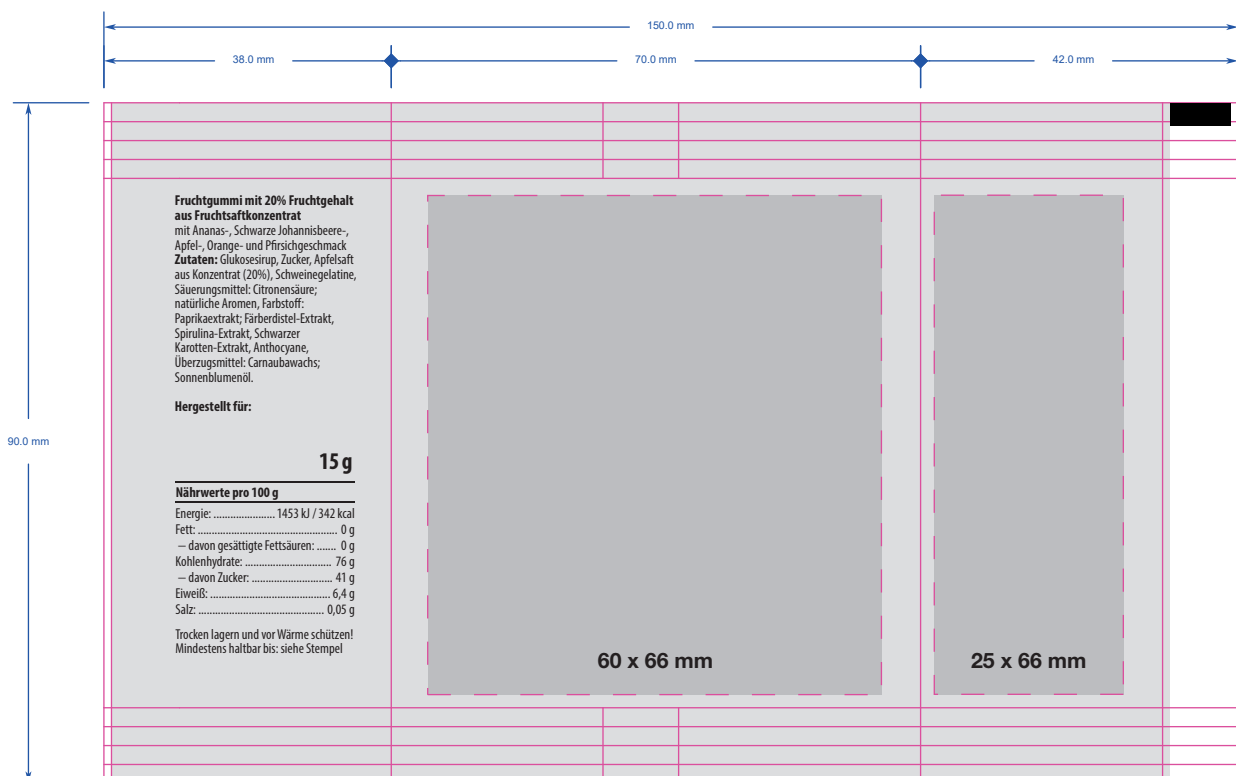 150.0 mm
38.0 mm
70.0 mm
42.0 mm
90.0 mm
Fruchtgummi mit 20% Fruchtgehalt
aus Fruchtsaftkonzentrat
mit Ananas-, Schwarze Johannisbeere-,
Apfel-, Orange- und Pfirsichgeschmack
Zutaten: Glukosesirup, Zucker, Apfelsaft
aus Konzentrat (20%), Schweinegelatine,
Säuerungsmittel: Citronensäure;
natürliche Aromen, Farbstoff:
Paprikaextrakt; Färberdistel-Extrakt,
Spirulina-Extrakt, Schwarzer
Karotten-Extrakt, Anthocyane,
Überzugsmittel: Carnaubawachs;
Sonnenblumenöl.
Hergestellt für:
15 g
Nährwerte pro 100 g
Energie: ...................... 1453 kJ / 342 kcal
Fett: .................................................. 0 g
– davon gesättigte Fettsäuren: ....... 0 g
Kohlenhydrate: ............................... 76 g
– davon Zucker: ............................. 41 g
Eiweiß: ........................................... 6,4 g
Salz: ............................................. 0,05 g
Trocken lagern und vor Wärme schützen!
Mindestens haltbar bis: siehe Stempel
60 x 66 mm
25 x 66 mm